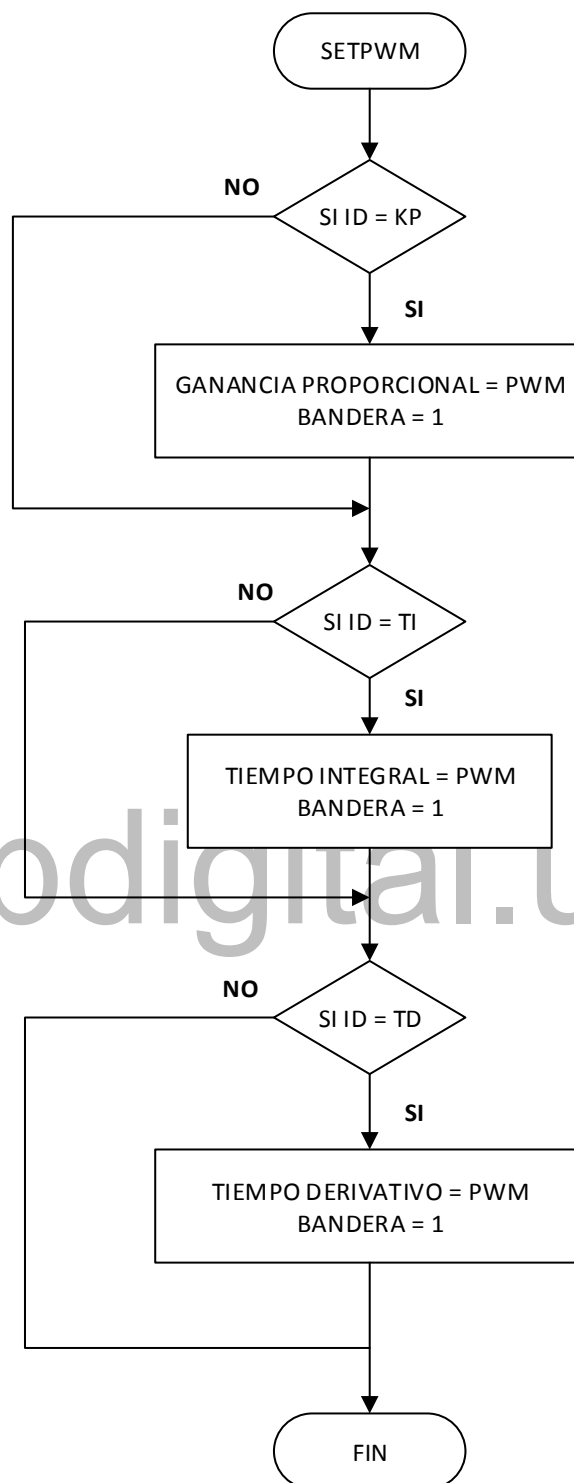 SETPWM
NO
SI ID = KP
SI
GANANCIA PROPORCIONAL = PWM
BANDERA = 1
NO
SI ID = TI
SI
TIEMPO INTEGRAL = PWM
BANDERA = 1
odigital.u
NO
SI ID = TD
SI
TIEMPO DERIVATIVO = PWM
BANDERA = 1
FIN